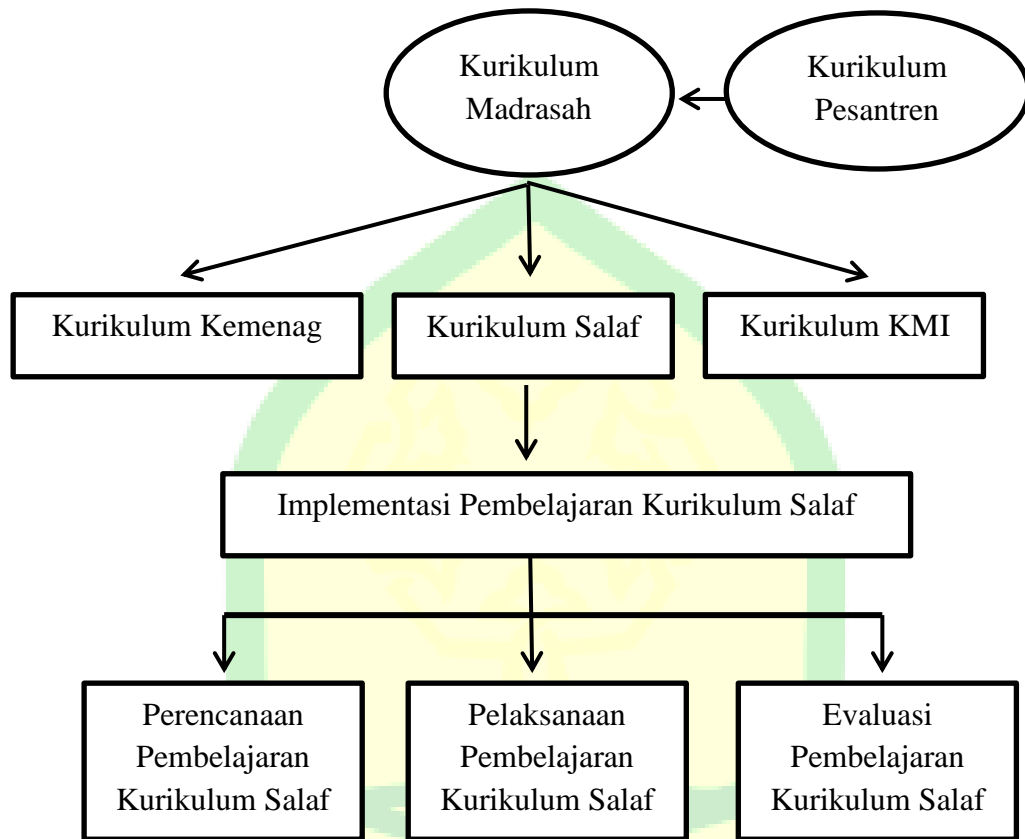 Kurikulum
Madrasah
Kurikulum
Pesantren
Kurikulum Kemenag
Kurikulum Salaf
Kurikulum KMI
Implementasi Pembelajaran Kurikulum Salaf
Perencanaan
Pembelajaran
Kurikulum Salaf
Pelaksanaan
Pembelajaran
Kurikulum Salaf
Evaluasi
Pembelajaran
Kurikulum Salaf